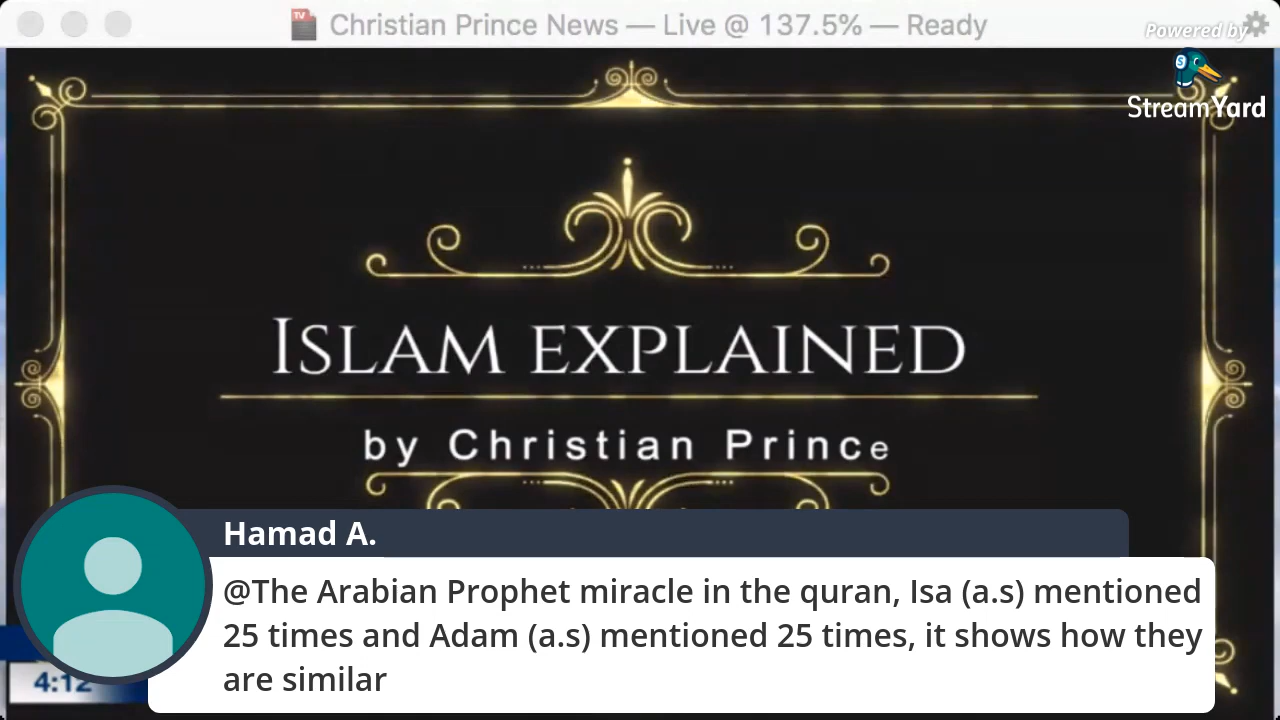 Christian Prince News — Live @ 137.5% — Ready
Powered by
StreamYard
ISLAM EXPLAINED
by Christian Prince
Hamad A.
@The Arabian Prophet miracle in the quran, Isa (a.s) mentioned
25 times and Adam (a.s) mentioned 25 times, it shows how they
are similar
4:12